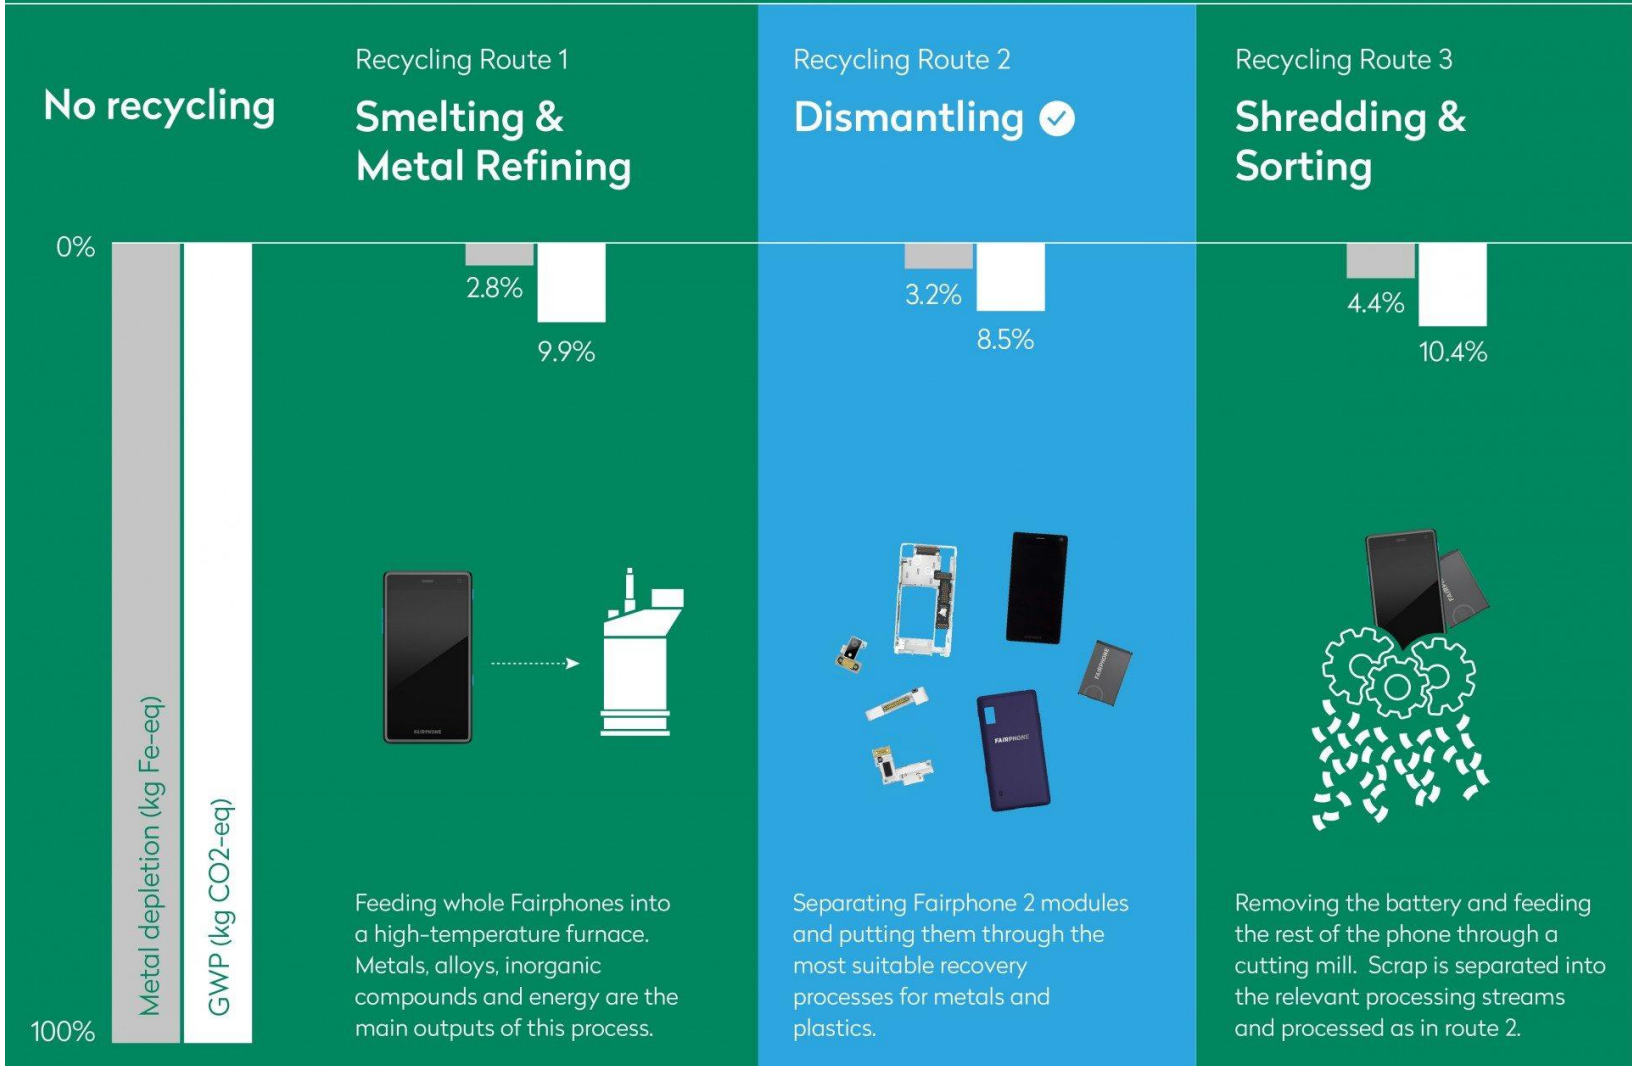 No recycling
Recycling Route 1
Smelting &
Metal Refining
Recycling Route 2
Dismantling
Recycling Route 3
Shredding &
Sorting
0%
100%
Metal depletion (kg Fe-eq)
GWP (kg CO2-eq)
2.8%
9.9%
3.2%
8.5%
4.4%
10.4%
FAIRPHONE
FAIRPHONE
FAIRPHONE
Feeding whole Fairphones into
a high-temperature furnace.
Metals, alloys, inorganic
compounds and energy are the
main outputs of this process.
Separating Fairphone 2 modules
and putting them through the
most suitable recovery
processes for metals and
plastics.
Removing the battery and feeding
the rest of the phone through a
cutting mill.  Scrap is separated into
the relevant processing streams
and processed as in route 2.